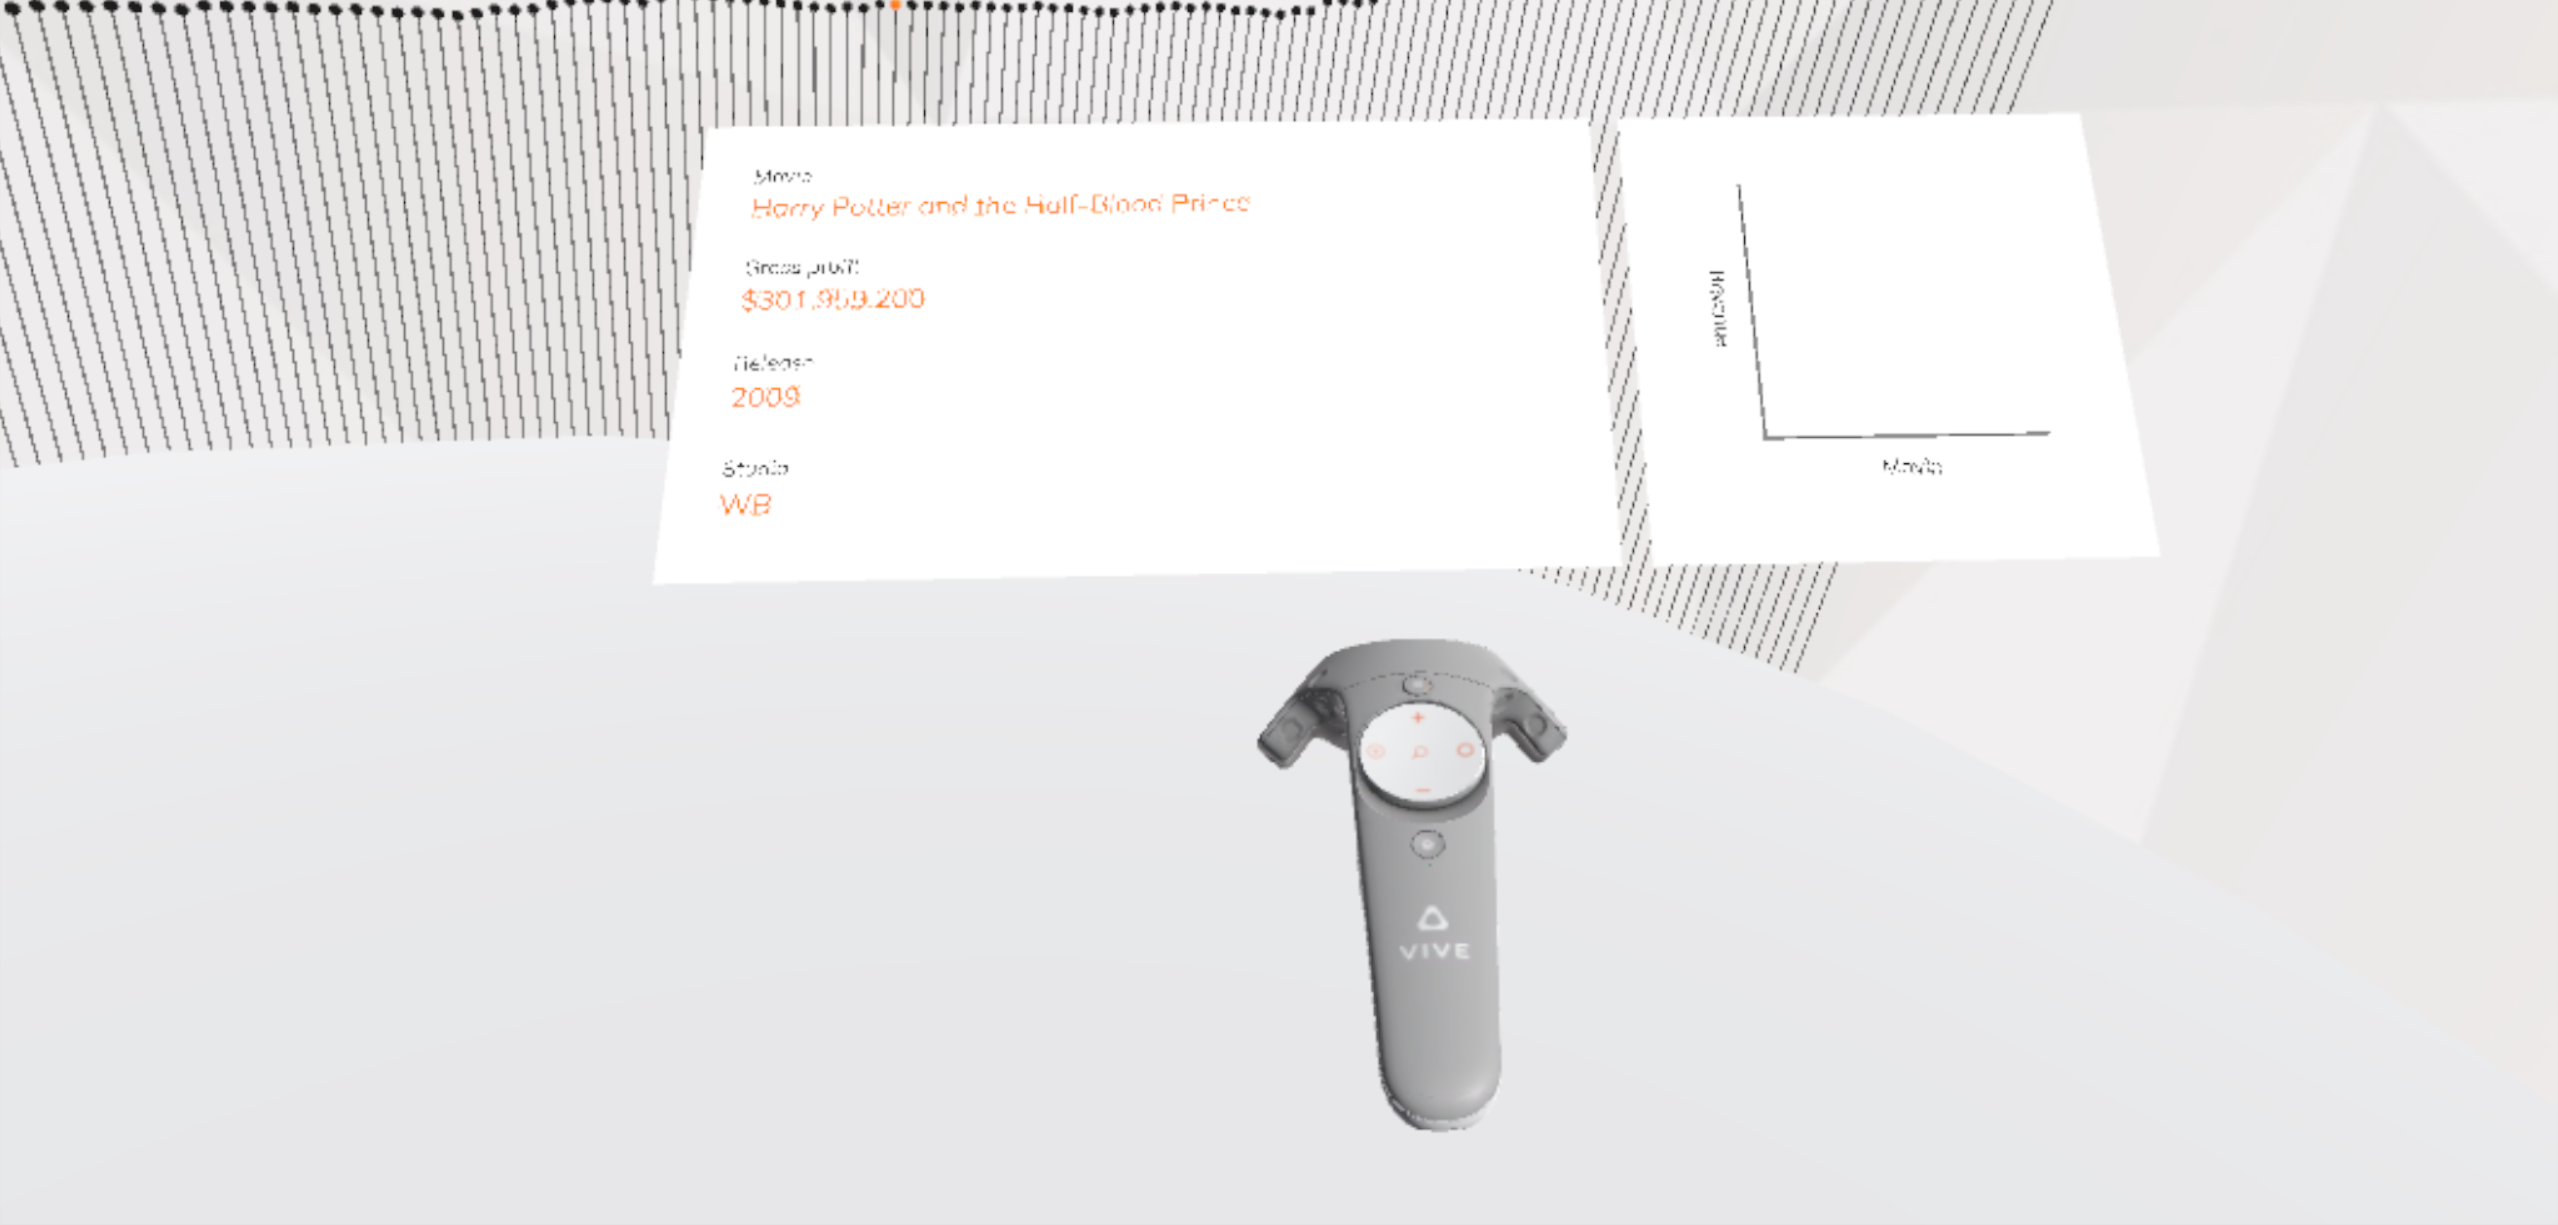 Movie
Harry Potter and the Half-Blood Prince
Gross profit
$301.959.200
Release
2009
Studio
WB
Revenue
Movie
VIVE